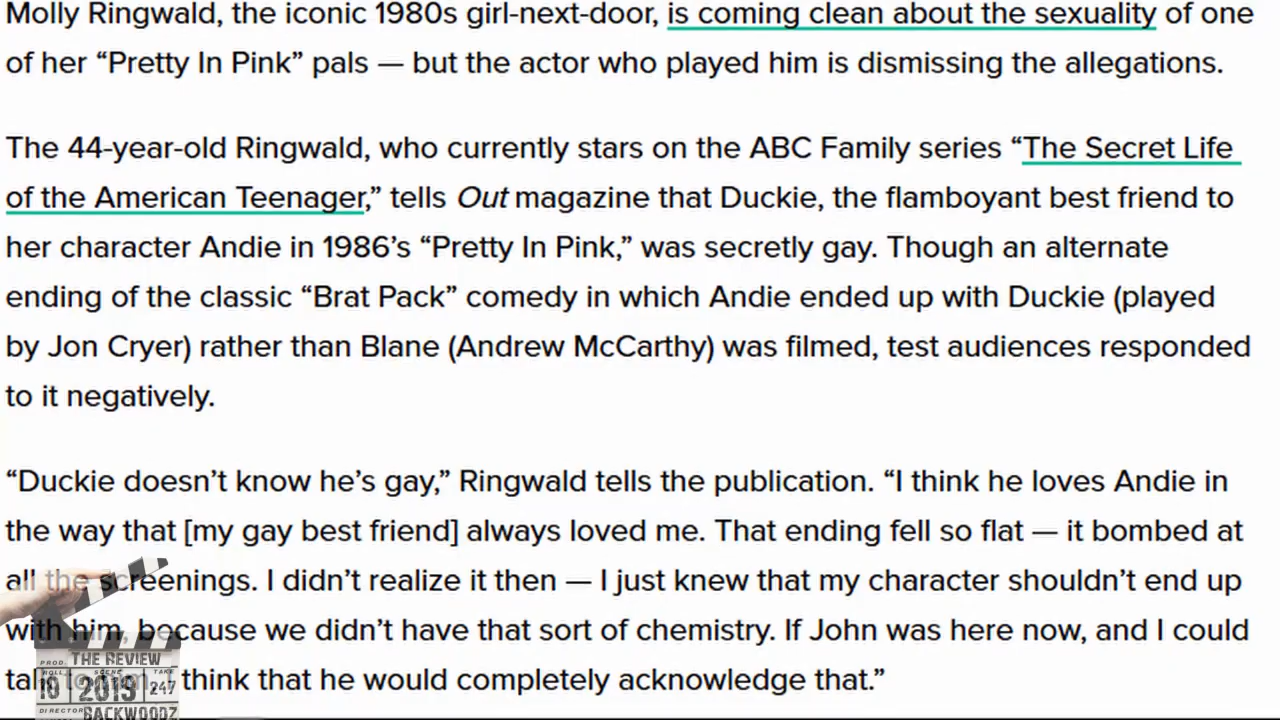 Molly Ringwald, the iconic 1980s girl-next-door, is coming clean about the sexuality of one
of her “Pretty In Pink” pals — but the actor who played him is dismissing the allegations.
The 44-year-old Ringwald, who currently stars on the ABC Family series “The Secret Life
of the American Teenager,” tells Out magazine that Duckie, the flamboyant best friend to
her character Andie in 1986’s “Pretty In Pink,” was secretly gay. Though an alternate
ending of the classic “Brat Pack” comedy in which Andie ended up with Duckie (played
by Jon Cryer) rather than Blane (Andrew McCarthy) was filmed, test audiences responded
to it negatively.
“Duckie doesn’t know he’s gay,” Ringwald tells the publication. “I think he loves Andie in
the way that [my gay best friend] always loved me. That ending fell so flat — it bombed at
all the screenings. I didn’t realize it then — I just knew that my character shouldn’t end up
with him, because we didn’t have that sort of chemistry. If John was here now, and I could
think that he would completely acknowledge that.”
PROD. THE REVIEW
ROLL SCENE TAKE
10 2019 247
DIRECTOR BACKWOODZ